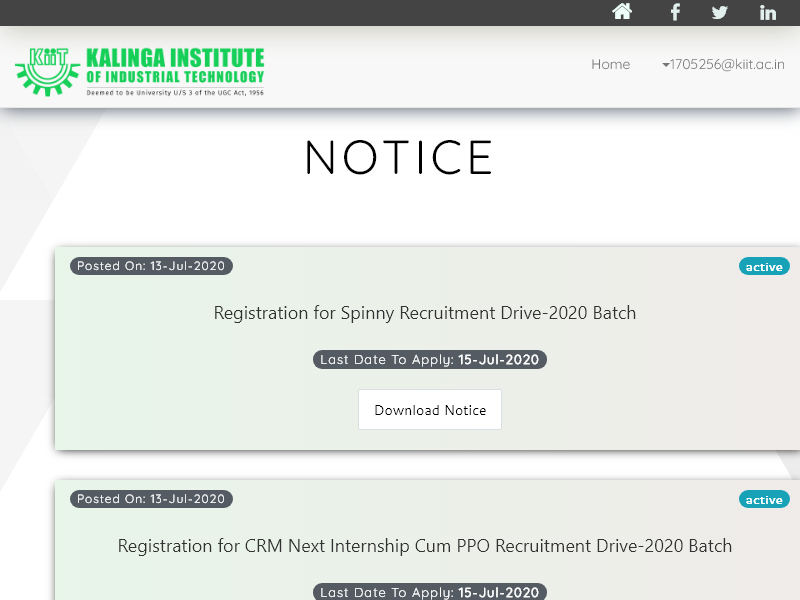 KiiT
KALINGA INSTITUTE
OF INDUSTRIAL TECHNOLOGY
Deemed to be University U/S 3 of the UGC Act, 1956
Home
1705256@kiit.ac.in
NOTICE
Posted On: 13-Jul-2020
active
Registration for Spinny Recruitment Drive-2020 Batch
Last Date To Apply: 15-Jul-2020
Download Notice
Posted On: 13-Jul-2020
active
Registration for CRM Next Internship Cum PPO Recruitment Drive-2020 Batch
Last Date To Apply: 15-Jul-2020